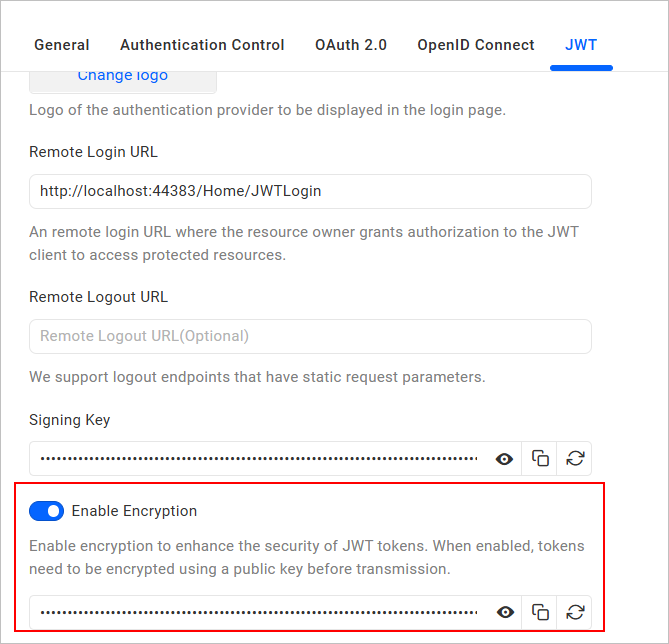 General Authentication Control OAuth 2.0 OpenID Connect JWT
Change logo
Logo of the authentication provider to be displayed in the login page.
Remote Login URL
http://localhost:44383/Home/JWTLogin
An remote login URL where the resource owner grants authorization to the JWT
client to access protected resources.
Remote Logout URL
Remote Logout URL(Optional)
We support logout endpoints that have static request parameters.
Signing Key
Enable Encryption
Enable encryption to enhance the security of JWT tokens. When enabled, tokens
need to be encrypted using a public key before transmission.